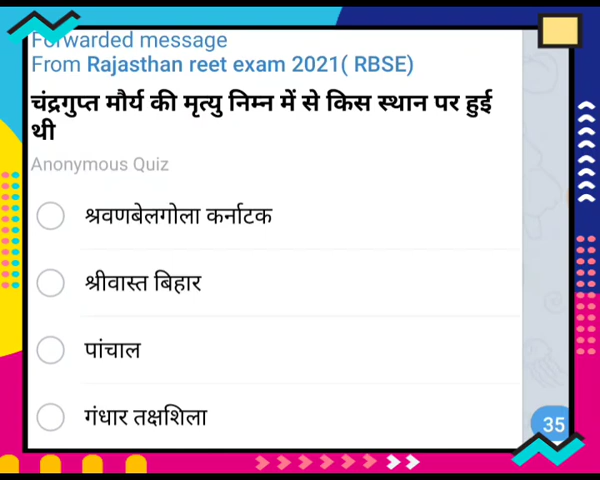 Forwarded message
From Rajasthan reet exam 2021( RBSE)
चंद्रगुप्त मौर्य की मृत्यु निम्न में से किस स्थान पर हुई
थी
Anonymous Quiz
श्रवणबेलगोला कर्नाटक
श्रीवास्त बिहार
पांचाल
गंधार तक्षशिला
35